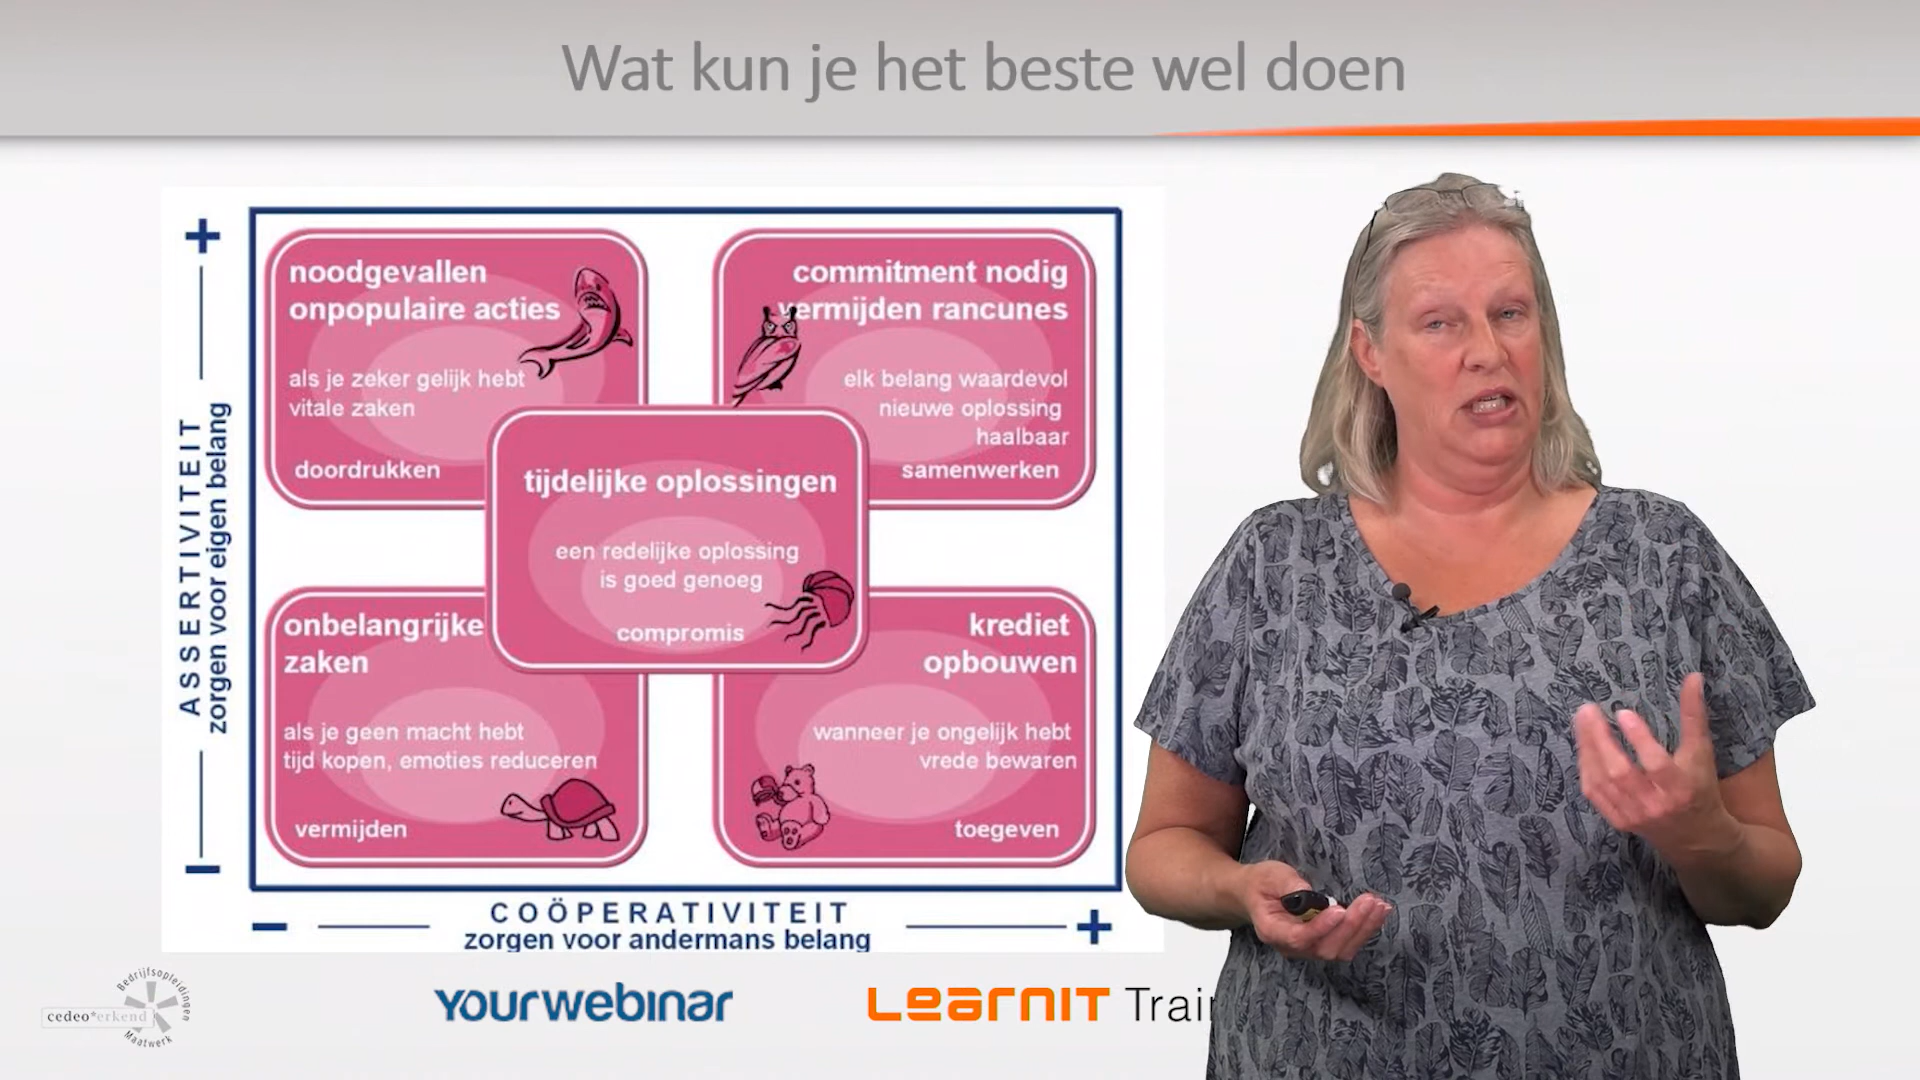 Wat kun je het beste wel doen
+
noodgevallen
onpopulaire acties
als je zeker gelijk hebt
vitale zaken
doordrukken
commitment nodig
vermijden rancunes
elk belang waardevol
nieuwe oplossing
haalbaar
samenwerken
tijdelijke oplossingen
een redelijke oplossing
is goed genoeg
compromis
onbelangrijke
zaken
als je geen macht hebt
tijd kopen, emoties reduceren
vermijden
krediet
opbouwen
wanneer je ongelijk hebt
vrede bewaren
toegeven
ASSERTIVITEIT
zorgen voor eigen belang
−
− COÖPERATIVITEIT +
zorgen voor andermans belang
Bedrijfsopleidingen
cedeo*erkend
Maatwerk
YOURWEBINAR
LEARNIT Trai